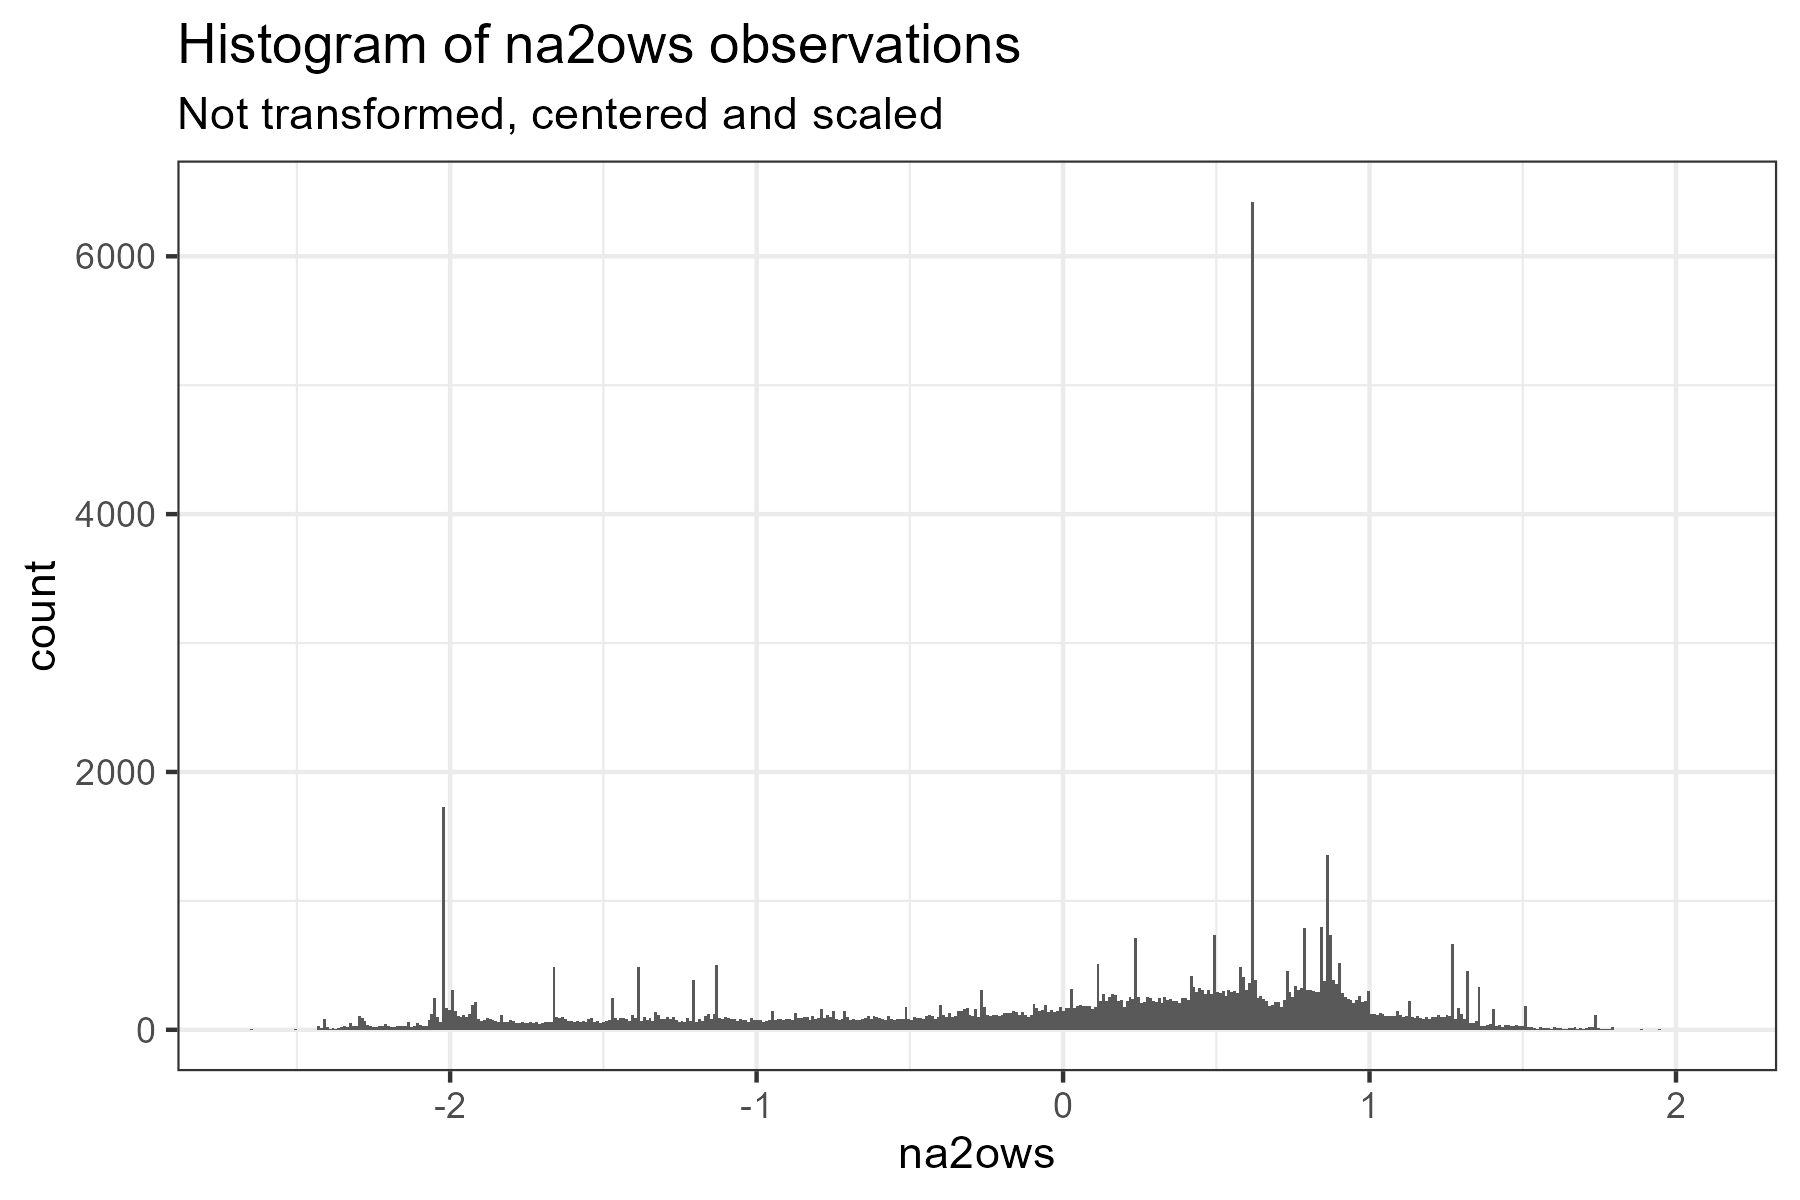 Histogram of na2ows observations
Not transformed, centered and scaled
6000
4000
2000
0
count
-2
-1
0
1
2
na2ows